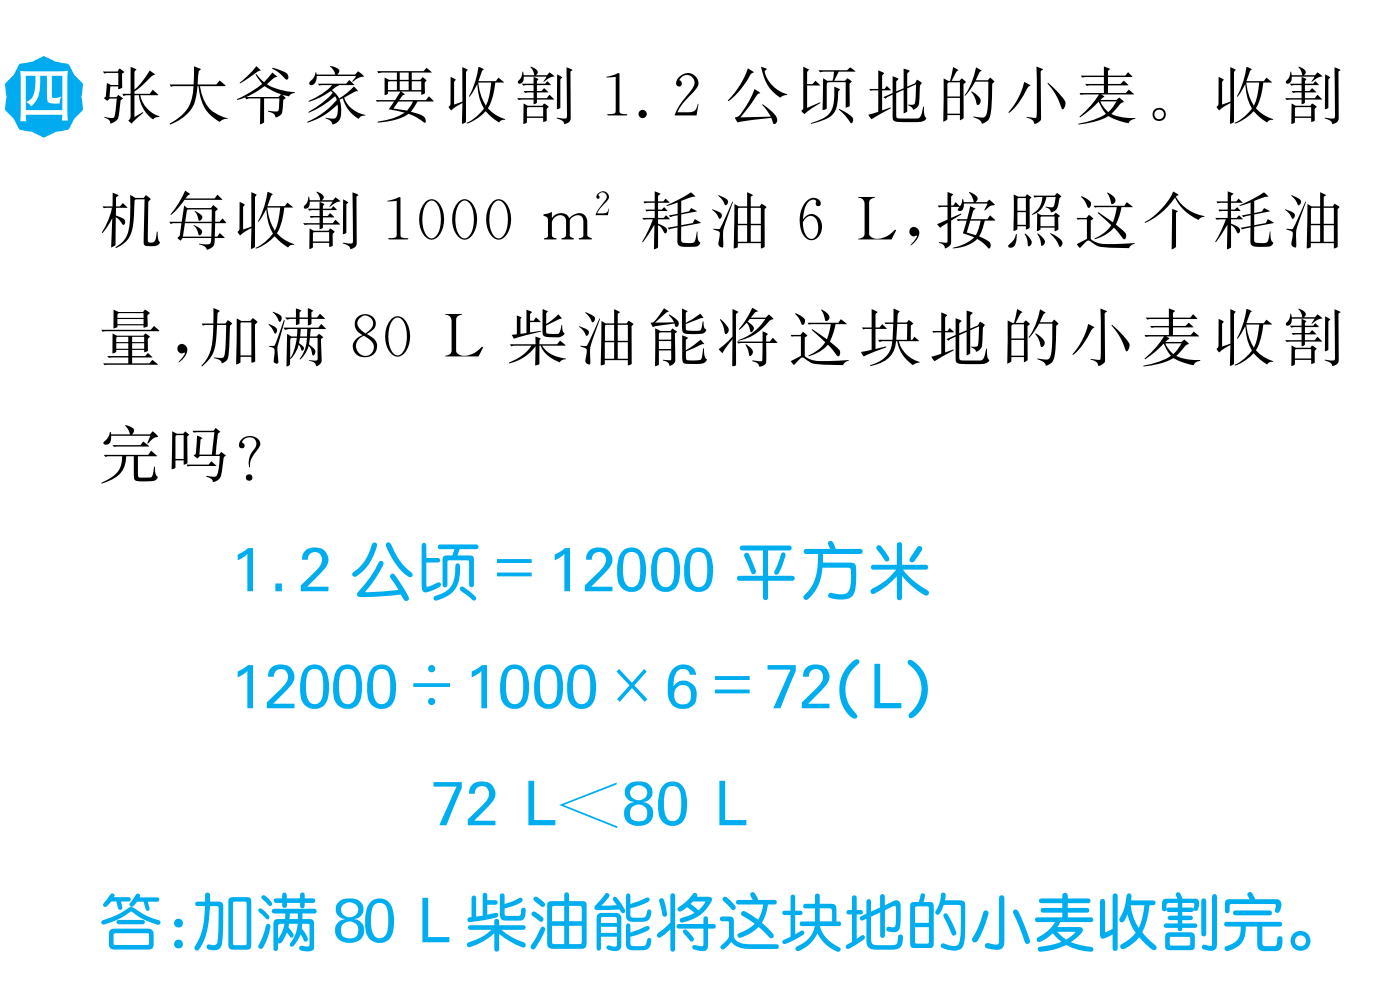 四 张大爷家要收割 1.2 公顷地的小麦。收割
机每收割 1000 m² 耗油 6 L,按照这个耗油
量,加满 80 L 柴油能将这块地的小麦收割
完吗?
1.2 公顷=12000 平方米
12000÷1000×6=72(L)
72 L<80 L
答:加满 80 L 柴油能将这块地的小麦收割完。